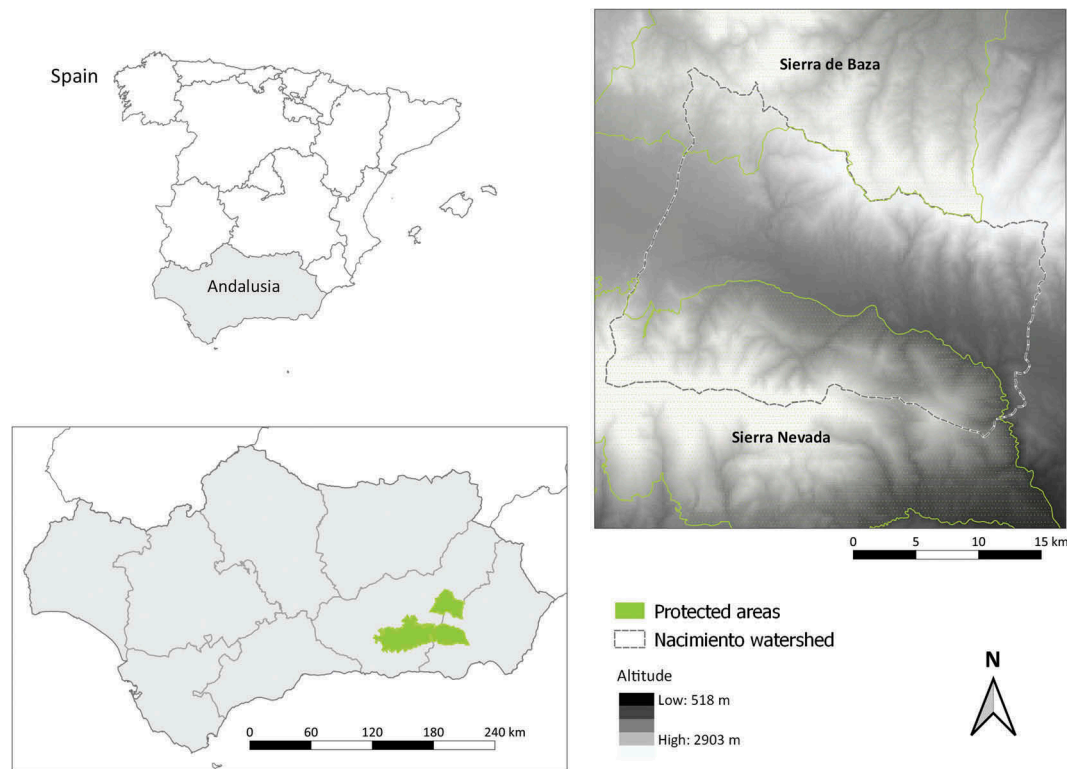 Spain
Andalusia
Sierra de Baza
Sierra Nevada
0 5 10 15 km
0 60 120 180 240 km
Protected areas
Nacimiento watershed
Altitude
Low: 518 m
High: 2903 m
N